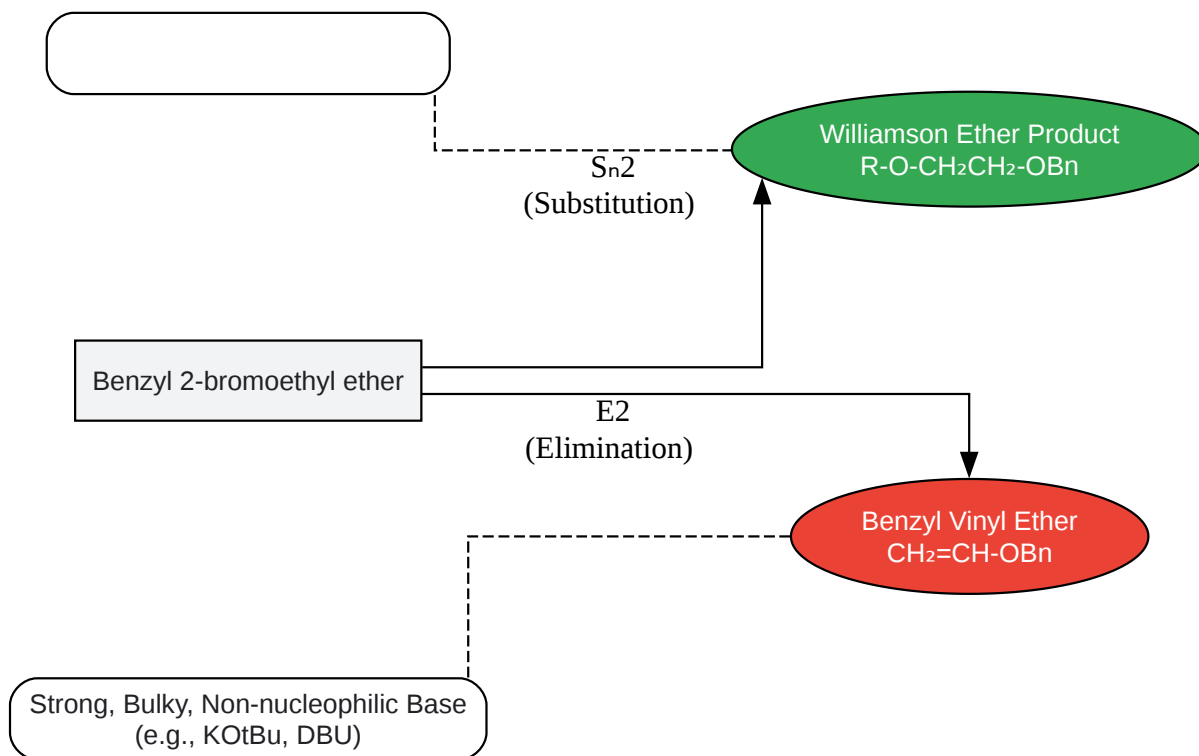 Williamson Ether Product
R-O-CH₂CH₂-OBn
Sₙ2
(Substitution)
Benzyl 2-bromoethyl ether
E2
(Elimination)
Benzyl Vinyl Ether
CH₂=CH-OBn
Strong, Bulky, Non-nucleophilic Base
(e.g., KOtBu, DBU)